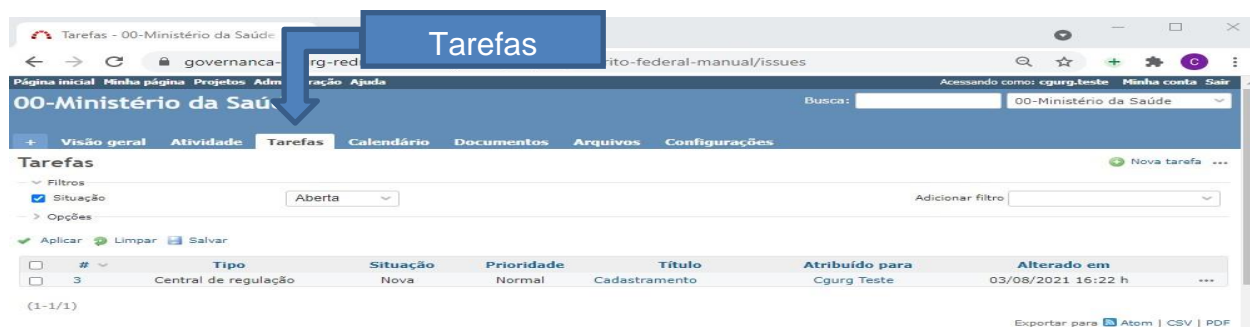 Tarefas - 00-Ministério da Saúde
Tarefas
governanca-
rg-red
rito-federal-manual/issues
C
Página inicial Minha página Projetos Adm ração Ajuda
Acessando como: cgurg.teste Minha conta Sair
00-Ministério da Saú
Busca:
00-Ministério da Saúde
+ Visão geral Atividade Tarefas Calendário Documentos Arquivos Configurações
Tarefas
Nova tarefa ...
Filtros
Situação Aberta Adicionar filtro
Opções
Aplicar Limpar Salvar
# Tipo Situação Prioridade Título Atribuído para Alterado em
3 Central de regulação Nova Normal Cadastramento Cgurg Teste 03/08/2021 16:22 h ...
(1-1/1)
Exportar para Atom | CSV | PDF